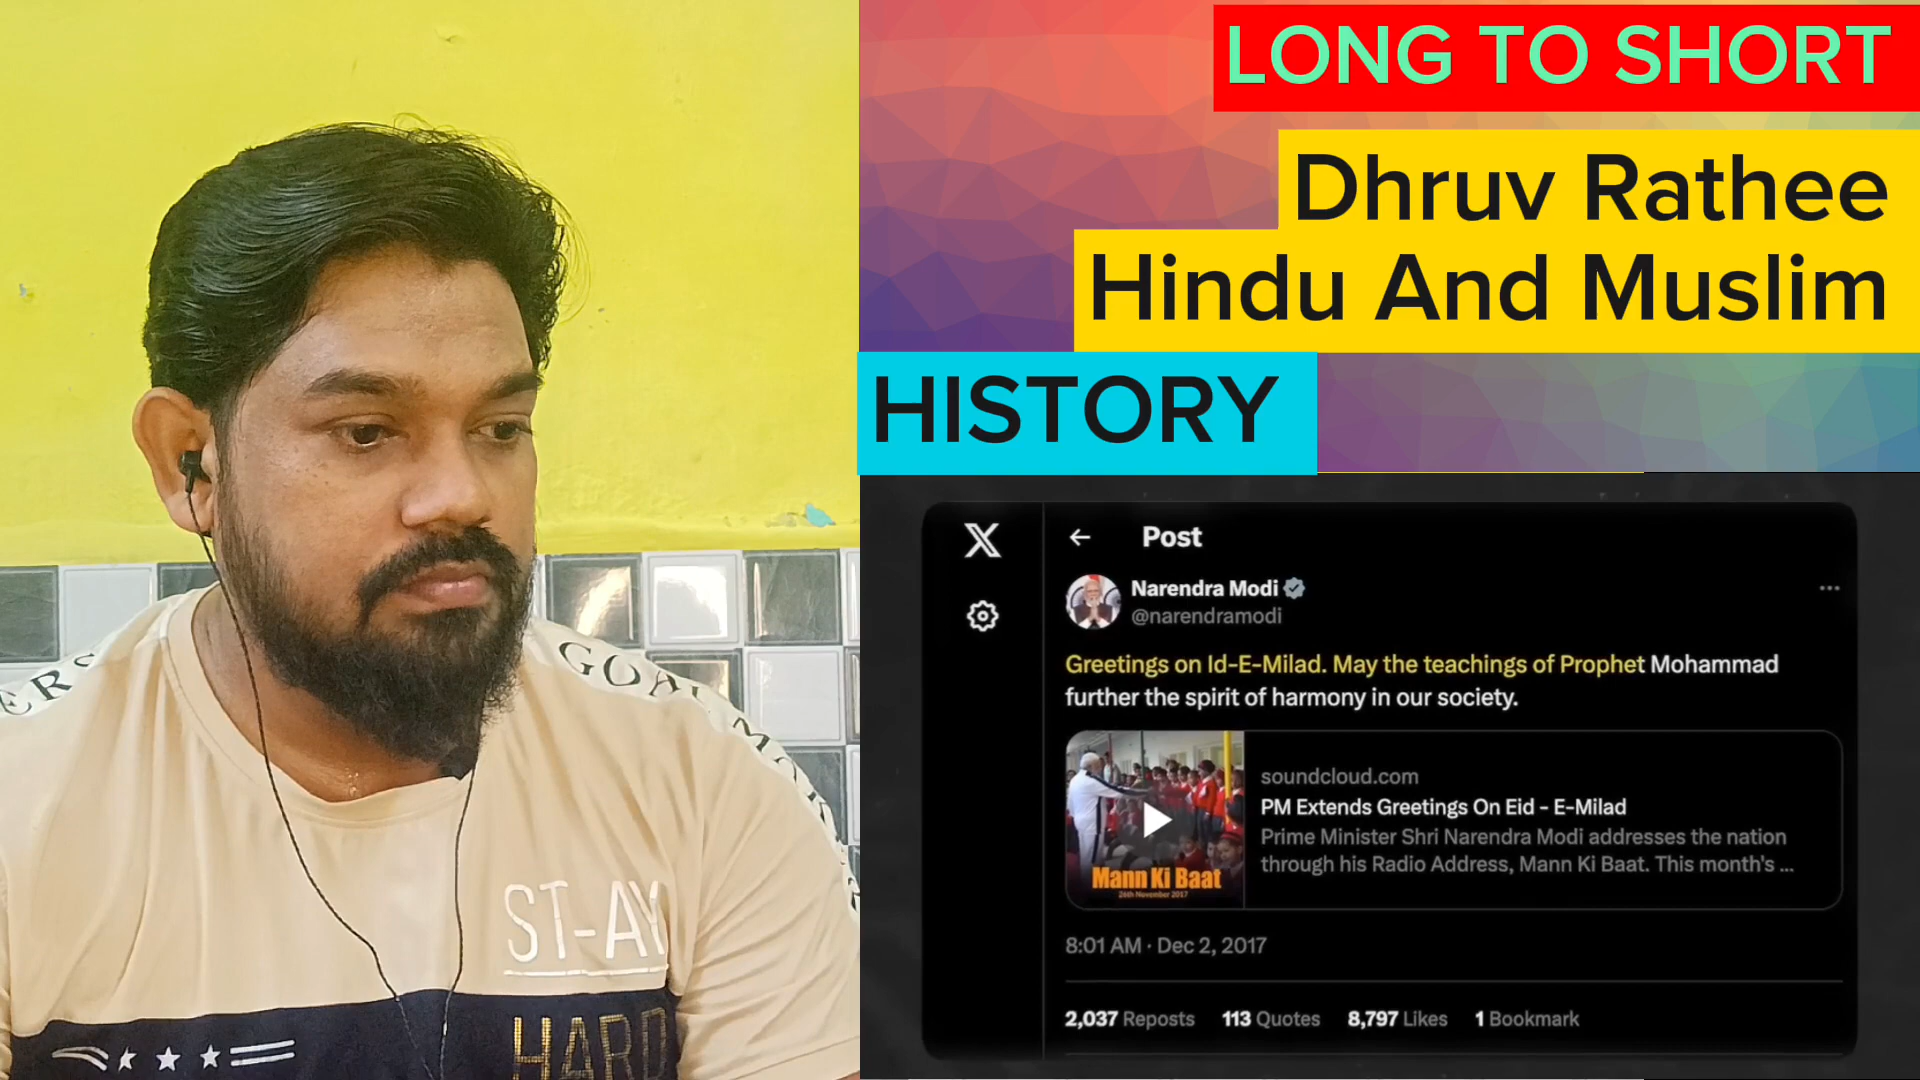 LONG TO SHORT
Dhruv Rathee
Hindu And Muslim
HISTORY
X
Post
Narendra Modi
@narendramodi
Greetings on Id-E-Milad. May the teachings of Prophet Mohammad
further the spirit of harmony in our society.
soundcloud.com
PM Extends Greetings On Eid - E-Milad
Prime Minister Shri Narendra Modi addresses the nation
through his Radio Address, Mann Ki Baat. This month's ...
Mann Ki Baat
26th November 2017
8:01 AM · Dec 2, 2017
2,037 Reposts 113 Quotes 8,797 Likes 1 Bookmark
ST-AY
HARD